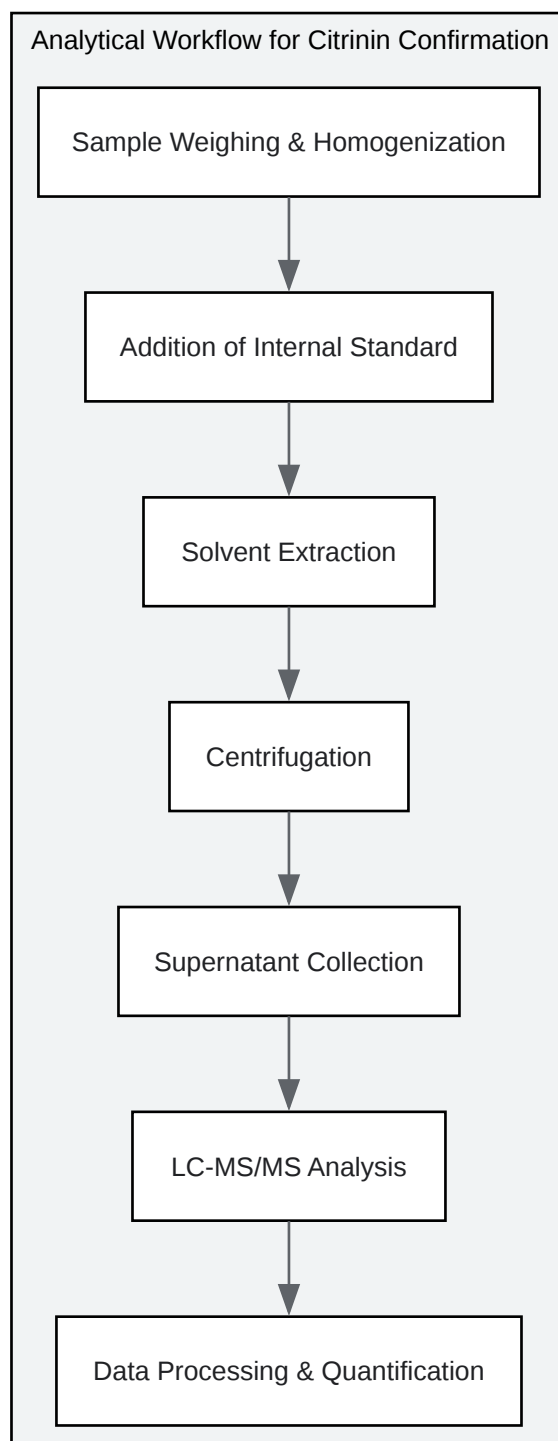 Analytical Workflow for Citrinin Confirmation
Sample Weighing & Homogenization
Addition of Internal Standard
Solvent Extraction
Centrifugation
Supernatant Collection
LC-MS/MS Analysis
Data Processing & Quantification